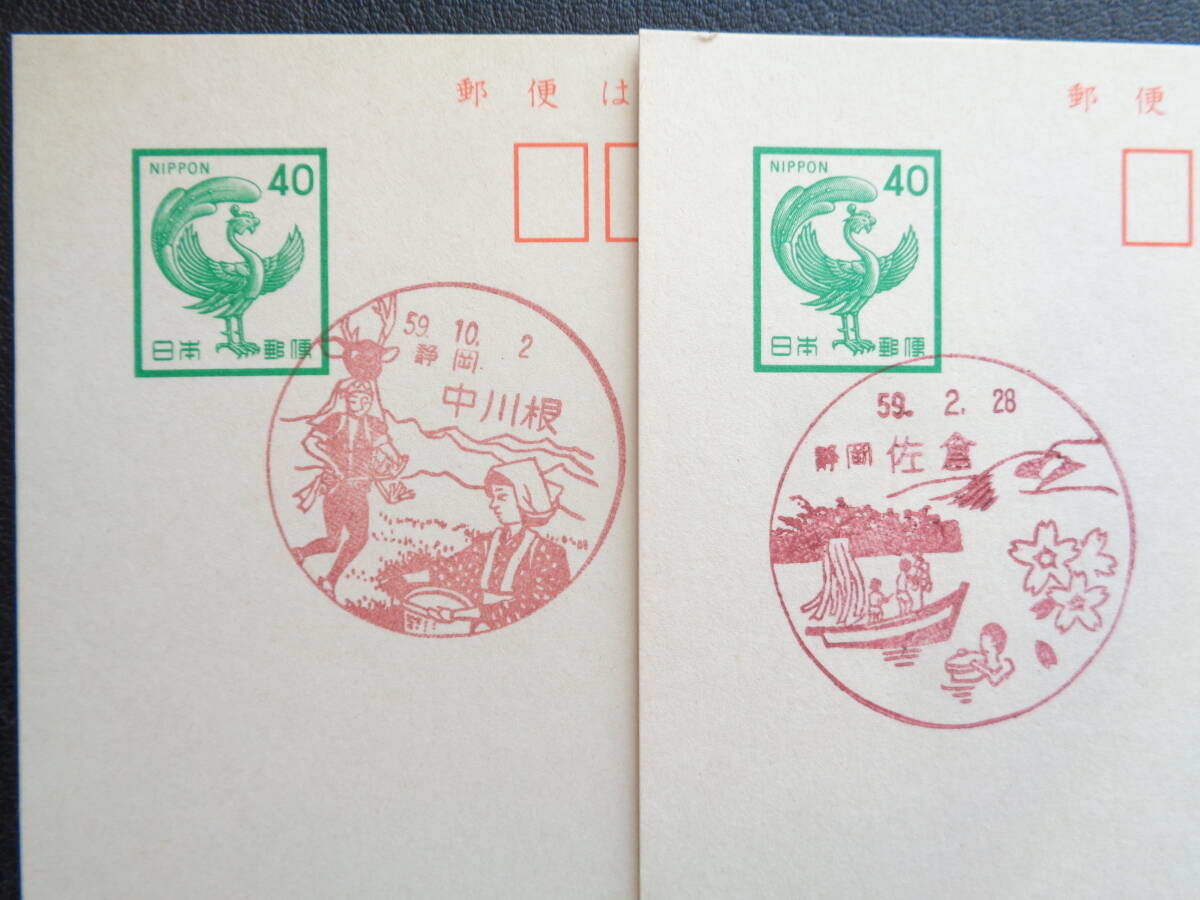 郵便は
NIPPON 40
日本郵便
59. 10. 2
静岡
中川根
郵便
NIPPON 40
日本郵便
59. 2. 28
静岡 佐倉